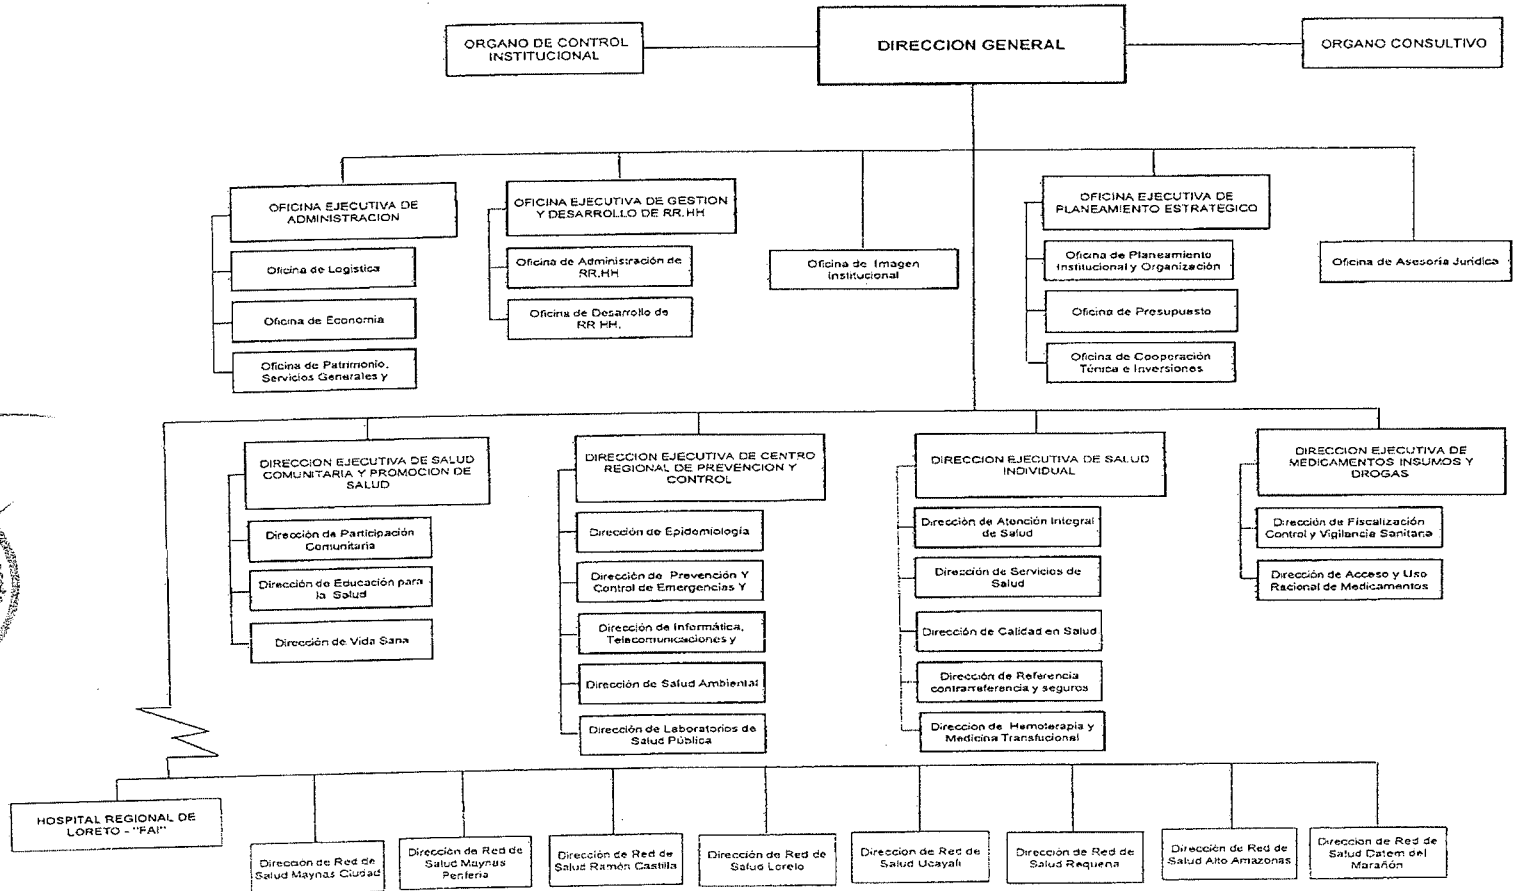 ORGANO DE CONTROL
INSTITUCIONAL
DIRECCION GENERAL
ORGANO CONSULTIVO
OFICINA EJECUTIVA DE
ADMINISTRACION
Oficina de Logistica
Oficina de Economia
Oficina de Patrimonio,
Servicios Generales y
OFICINA EJECUTIVA DE GESTION
Y DESARROLLO DE RR.HH
Oficina de Administración de
RR.HH
Oficina de Desarrollo de
RR HH.
Oficina de Imagen
Institucional
OFICINA EJECUTIVA DE
PLANEAMIENTO ESTRATEGICO
Oficina de Planeamiento
Institucional y Organización
Oficina de Presupuesto
Oficina de Cooperación
Ténica e Inversiones
Oficina de Asesoria Juridica
DIRECCION EJECUTIVA DE SALUD
COMUNITARIA Y PROMOCION DE
SALUD
Dirección de Participación
Comunitaria
Dirección de Educación para
la Salud
Dirección de Vida Sana
DIRECCION EJECUTIVA DE CENTRO
REGIONAL DE PREVENCION Y
CONTROL
Dirección de Epidemiología
Dirección de Prevención Y
Control de Emergencias Y
Dirección de Informática,
Telecomunicaciones y
Dirección de Salud Ambiental
Dirección de Laboratorios de
Salud Pública
DIRECCION EJECUTIVA DE SALUD
INDIVIDUAL
Dirección de Atención Integral
de Salud
Dirección de Servicios de
Salud
Dirección de Calidad en Salud
Dirección de Referencia
contrarreferencia y seguros
Direccion de Hemoterapia y
Medicina Transfucional
DIRECCION EJECUTIVA DE
MEDICAMENTOS INSUMOS Y
DROGAS
Dirección de Fiscalización
Control y Vigilancia Sanitaria
Dirección de Acceso y Uso
Racional de Medicamentos
HOSPITAL REGIONAL DE
LORETO - "FAI"
Dirección de Red de
Salud Maynas Ciudad
Dirección de Red de
Salud Maynas
Periferia
Dirección de Red de
Salud Ramón Castilla
Direccion de Red de
Salud Loreto
Direccion de Red de
Salud Ucayali
Dirección de Red de
Salud Requena
Dirección de Red de
Salud Alto Amazonas
Direccion de Red de
Salud Datem del
Marañón